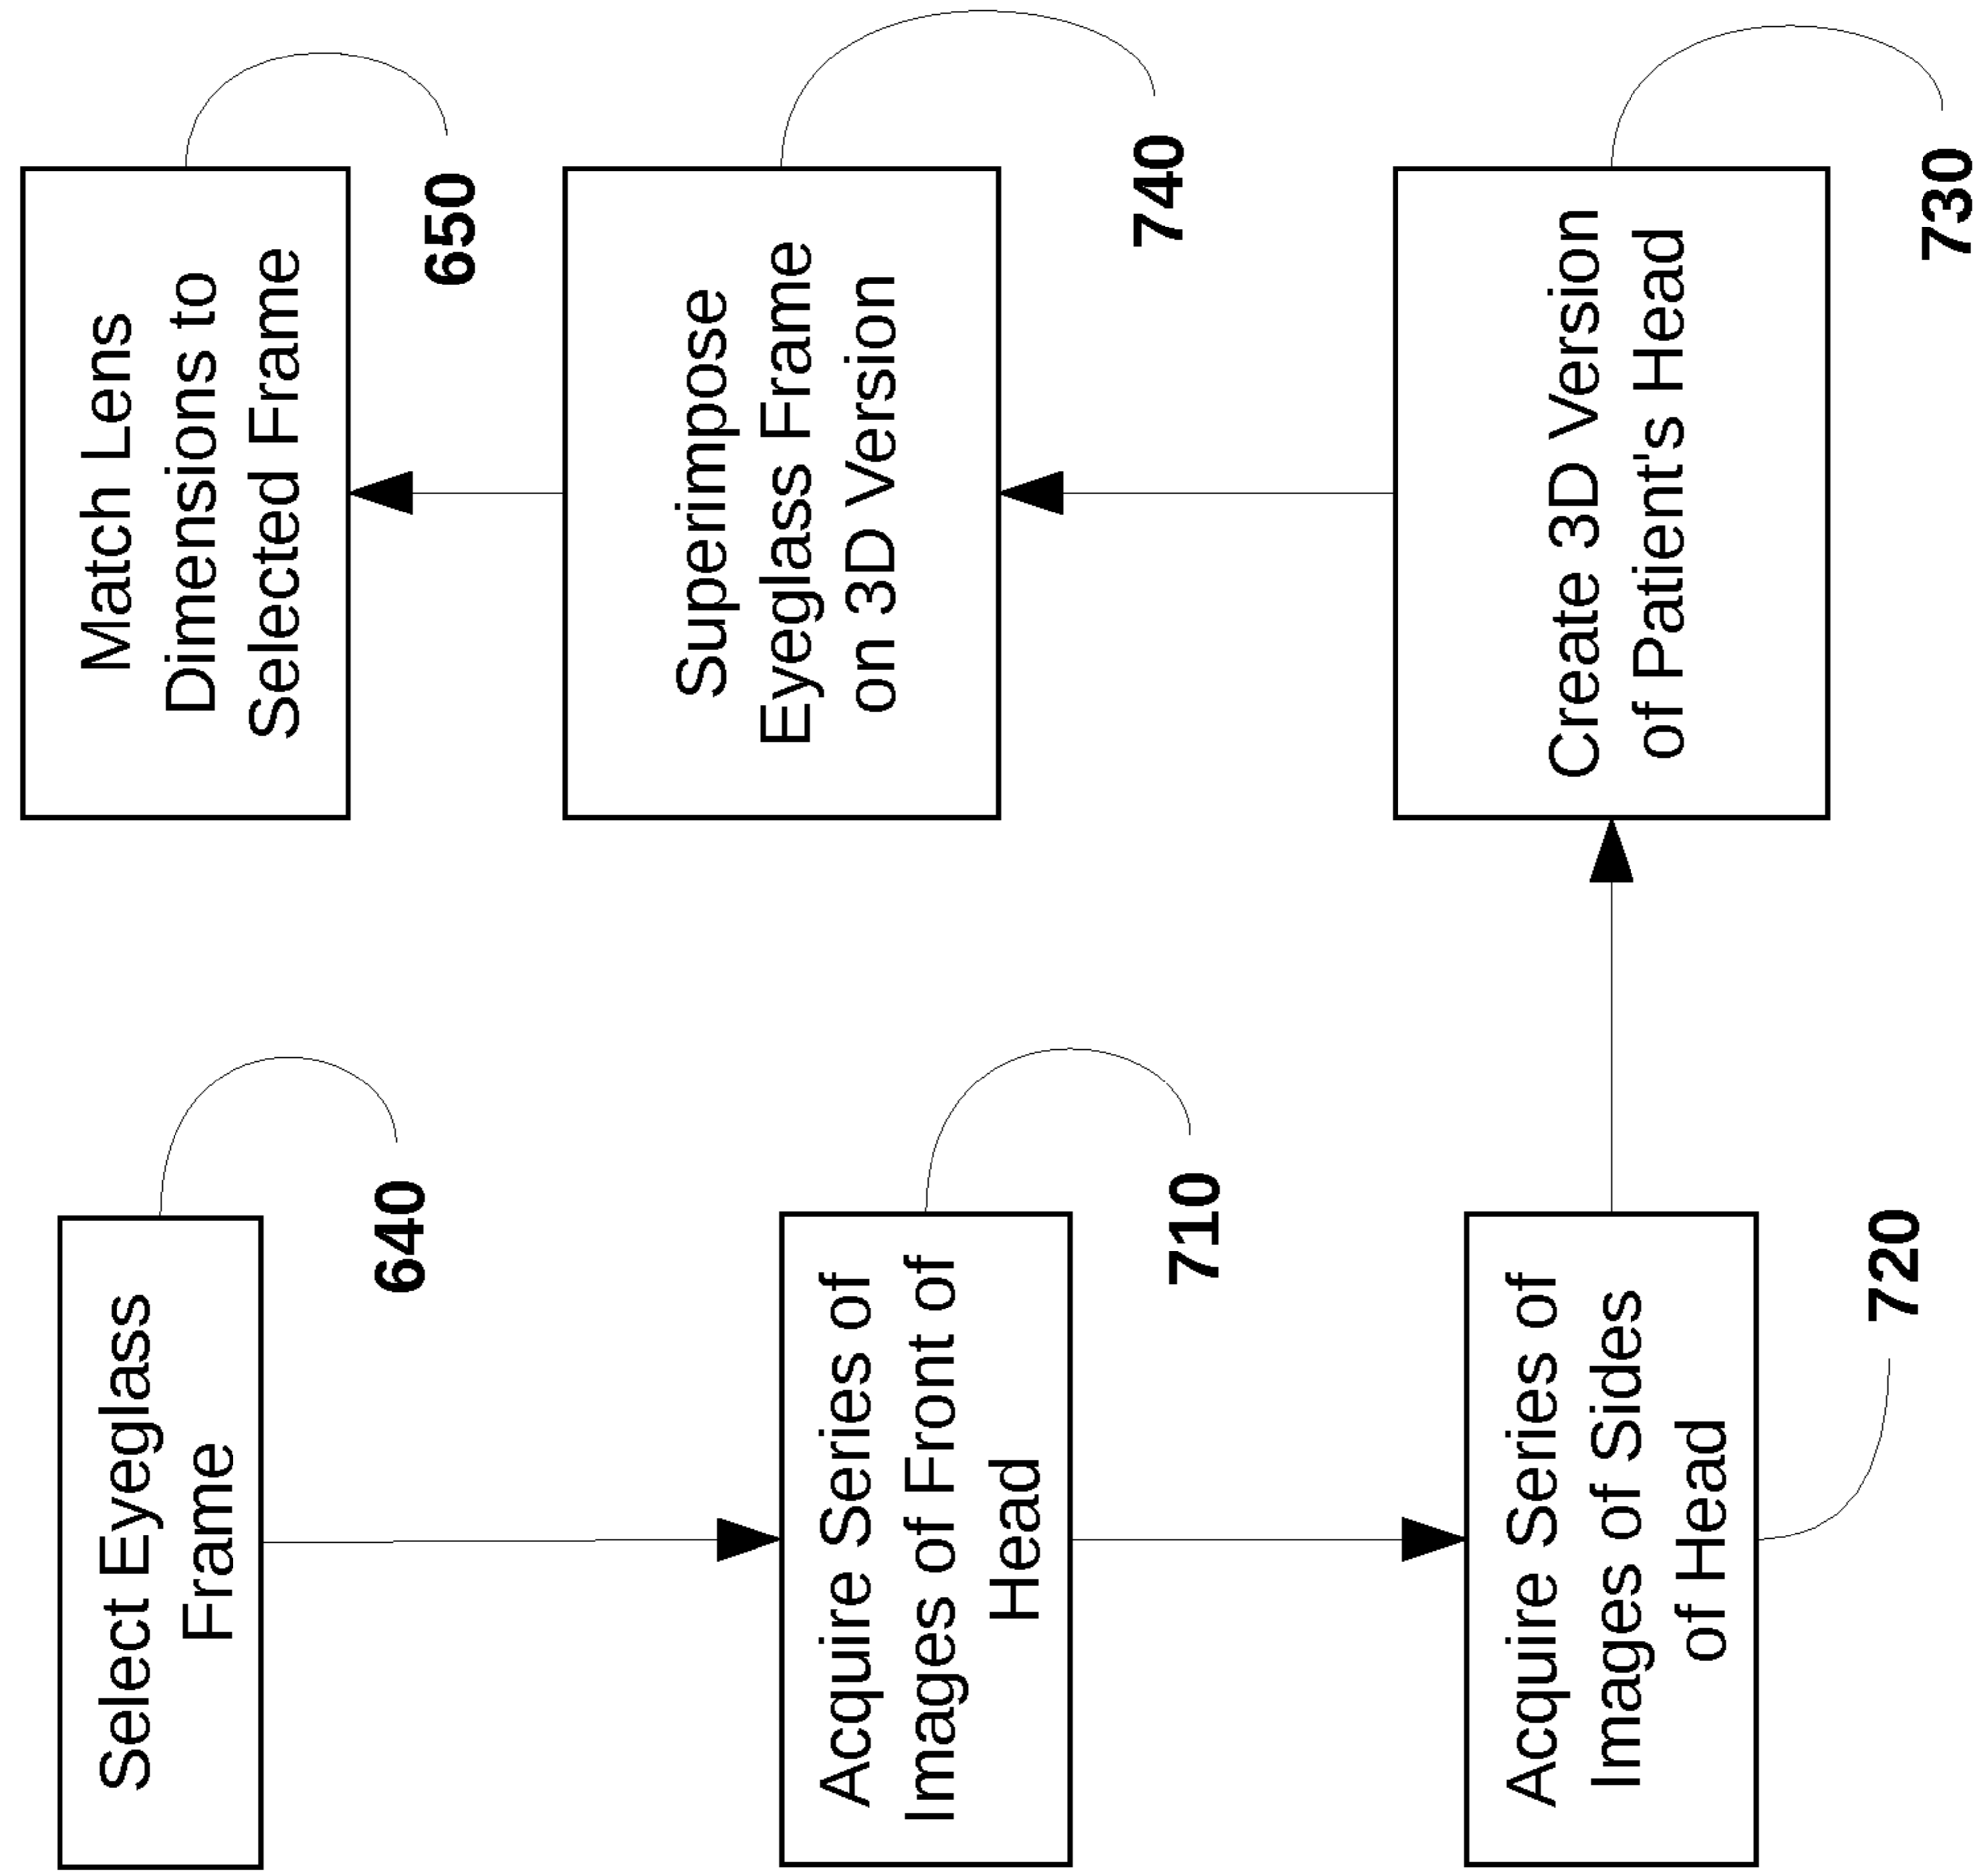 Select Eyeglass
Frame
640
Acquire Series of
Images of Front of
Head
710
Acquire Series of
Images of Sides
of Head
720
Create 3D Version
of Patient's Head
730
Superimpose
Eyeglass Frame
on 3D Version
740
Match Lens
Dimensions to
Selected Frame
650